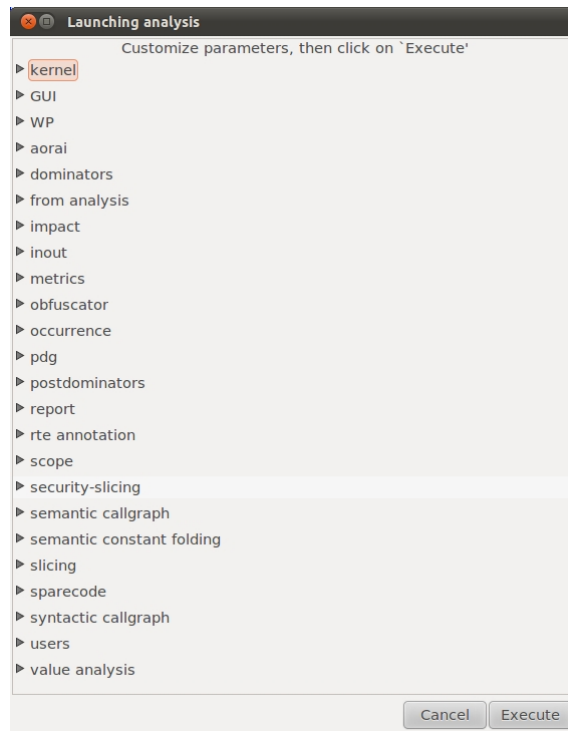 Launching analysis
Customize parameters, then click on `Execute'
kernel
GUI
WP
aorai
dominators
from analysis
impact
inout
metrics
obfuscator
occurrence
pdg
postdominators
report
rte annotation
scope
security-slicing
semantic callgraph
semantic constant folding
slicing
sparecode
syntactic callgraph
users
value analysis
Cancel Execute